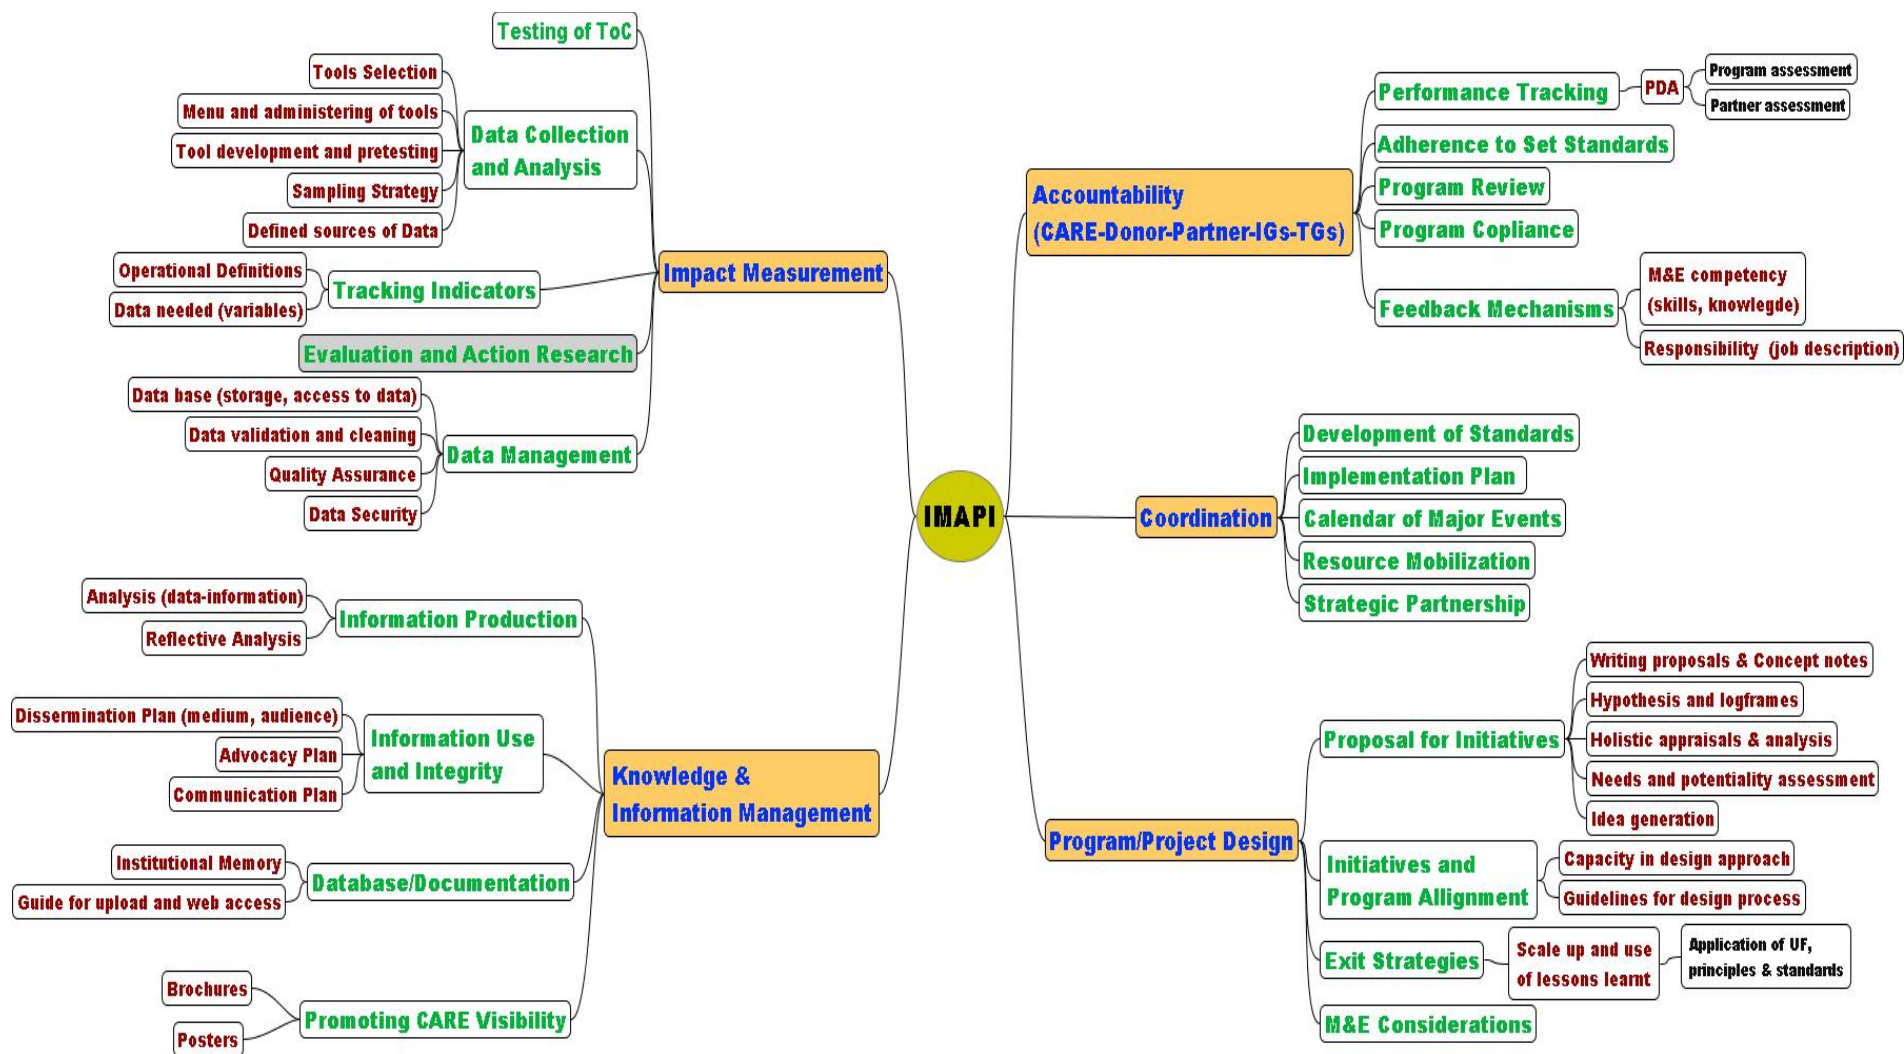 Testing of ToC
Tools Selection
Menu and administering of tools
Tool development and pretesting
Sampling Strategy
Defined sources of Data
Data Collection
and Analysis
Operational Definitions
Data needed (variables)
Tracking Indicators
Evaluation and Action Research
Data base (storage, access to data)
Data validation and cleaning
Quality Assurance
Data Security
Data Management
Impact Measurement
Analysis (data-information)
Reflective Analysis
Information Production
Dissermination Plan (medium, audience)
Advocacy Plan
Communication Plan
Information Use
and Integrity
Institutional Memory
Guide for upload and web access
Database/Documentation
Brochures
Posters
Promoting CARE Visibility
Knowledge &
Information Management
IMAPI
Accountability
(CARE-Donor-Partner-IGs-TGs)
Performance Tracking
PDA
Program assessment
Partner assessment
Adherence to Set Standards
Program Review
Program Copliance
Feedback Mechanisms
M&E competency
(skills, knowlegde)
Responsibility (job description)
Coordination
Development of Standards
Implementation Plan
Calendar of Major Events
Resource Mobilization
Strategic Partnership
Program/Project Design
Proposal for Initiatives
Writing proposals & Concept notes
Hypothesis and logframes
Holistic appraisals & analysis
Needs and potentiality assessment
Idea generation
Initiatives and
Program Allignment
Capacity in design approach
Guidelines for design process
Exit Strategies
Scale up and use
of lessons learnt
Application of UF,
principles & standards
M&E Considerations